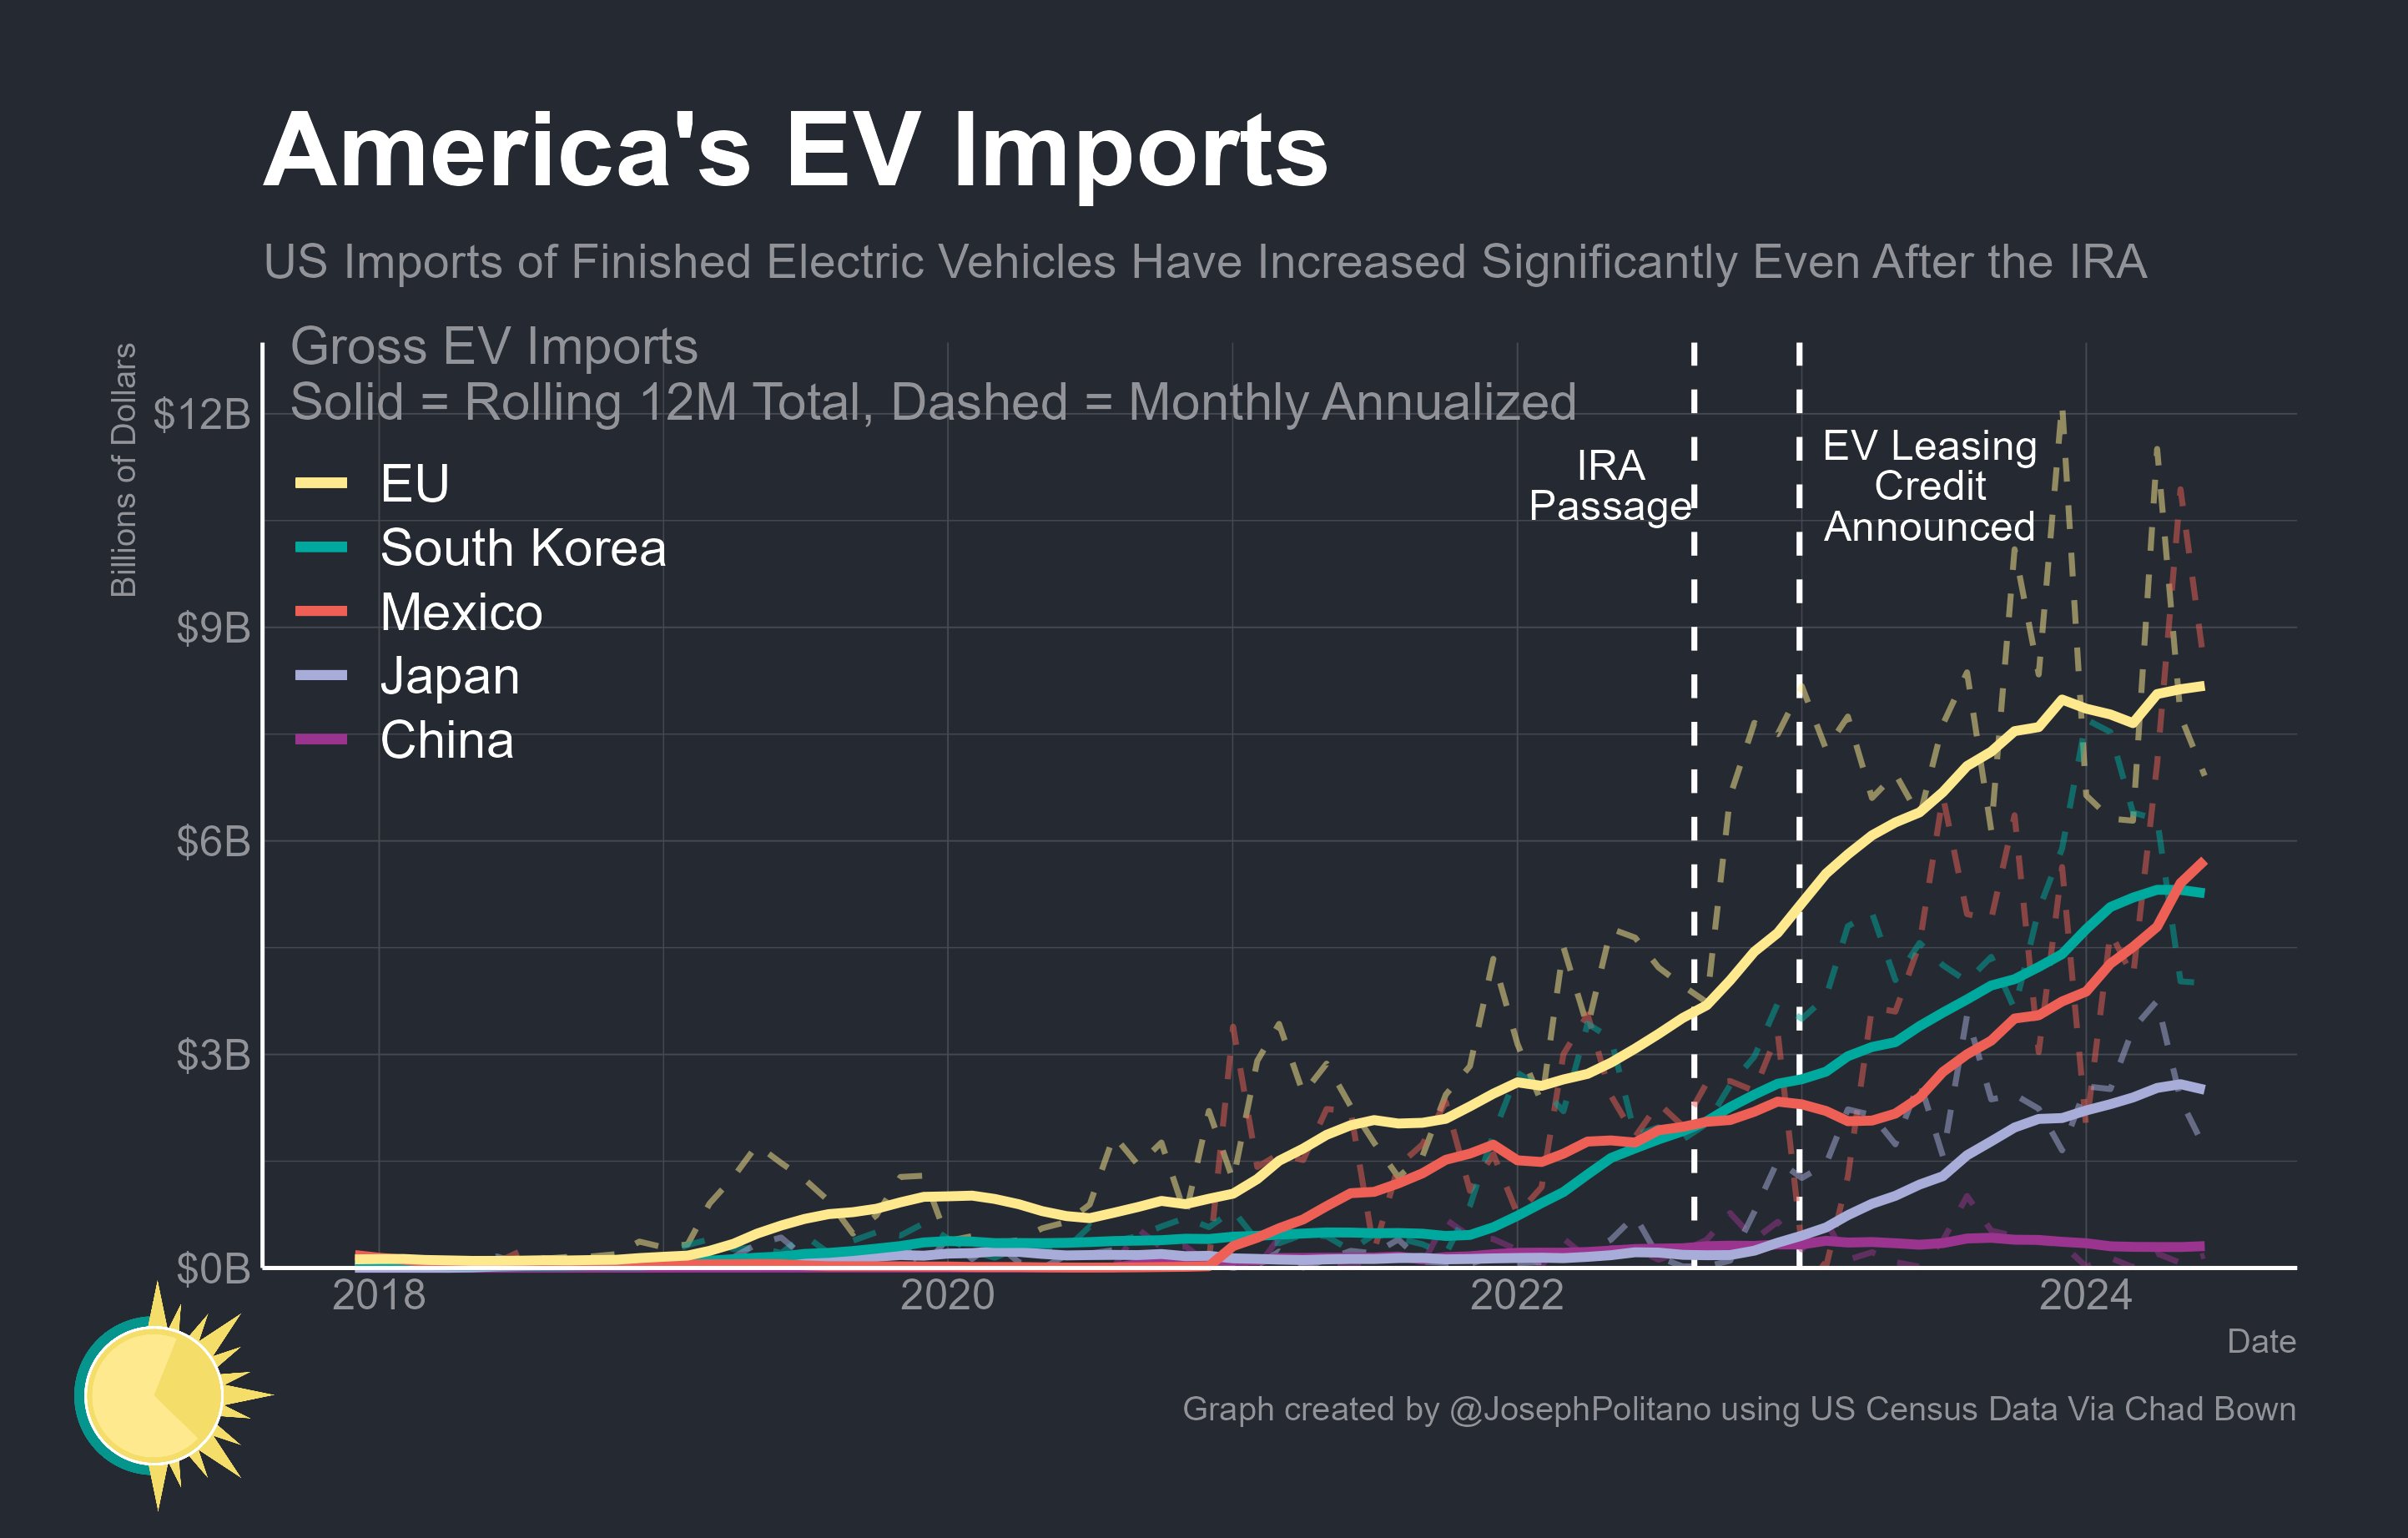 America's EV Imports
US Imports of Finished Electric Vehicles Have Increased Significantly Even After the IRA
Billions of Dollars
Gross EV Imports
Solid = Rolling 12M Total, Dashed = Monthly Annualized
EU
South Korea
Mexico
Japan
China
IRA
Passage
EV Leasing
Credit
Announced
$12B
$9B
$6B
$3B
$0B
2018
2020
2022
2024
Date
Graph created by @JosephPolitano using US Census Data Via Chad Bown